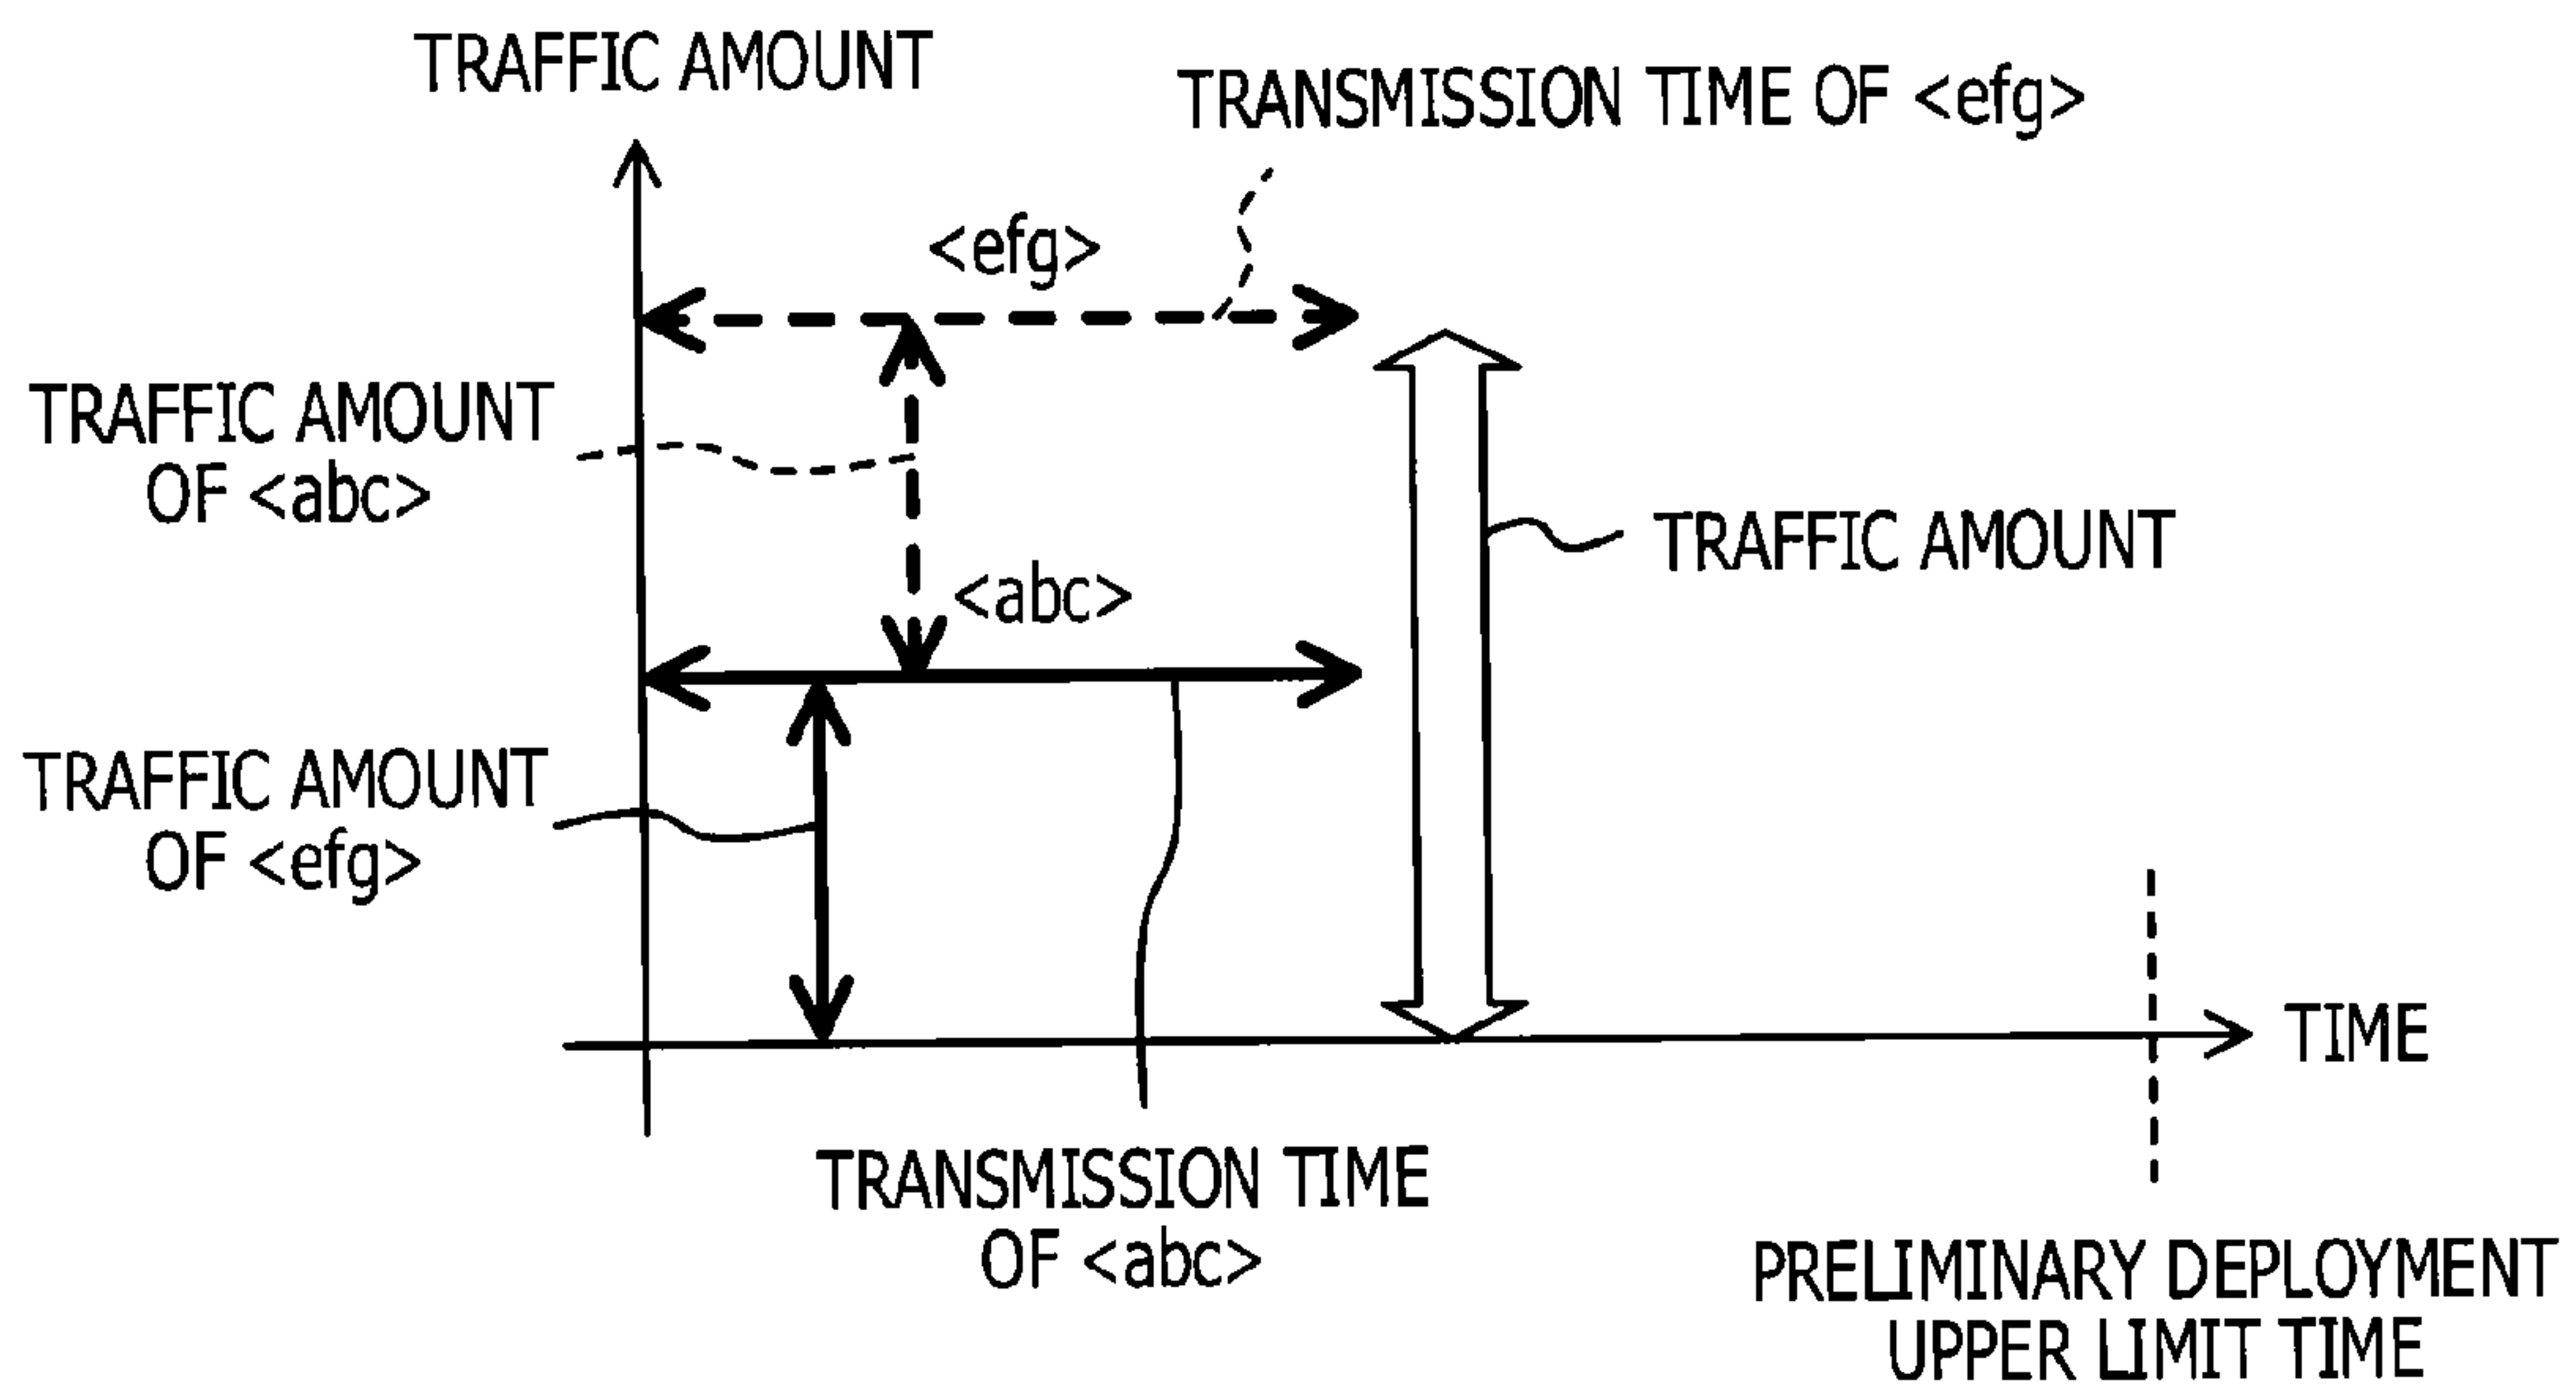 TRAFFIC AMOUNT
TRANSMISSION TIME OF <efg>
<efg>
TRAFFIC AMOUNT
OF <abc>
TRAFFIC AMOUNT
<abc>
TRAFFIC AMOUNT
OF <efg>
TIME
TRANSMISSION TIME
OF <abc>
PRELIMINARY DEPLOYMENT
UPPER LIMIT TIME